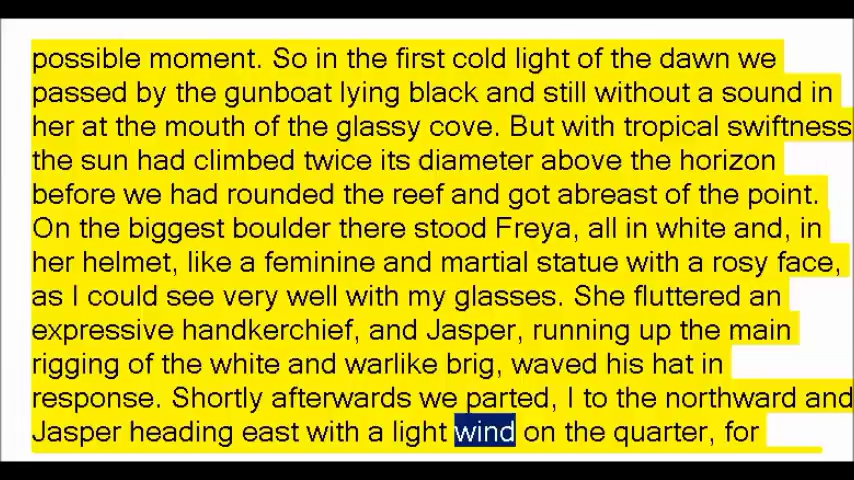 possible moment. So in the first cold light of the dawn we
passed by the gunboat lying black and still without a sound in
her at the mouth of the glassy cove. But with tropical swiftness
the sun had climbed twice its diameter above the horizon
before we had rounded the reef and got abreast of the point.
On the biggest boulder there stood Freya, all in white and, in
her helmet, like a feminine and martial statue with a rosy face,
as I could see very well with my glasses. She fluttered an
expressive handkerchief, and Jasper, running up the main
rigging of the white and warlike brig, waved his hat in
response. Shortly afterwards we parted, I to the northward and
Jasper heading east with a light wind on the quarter, for